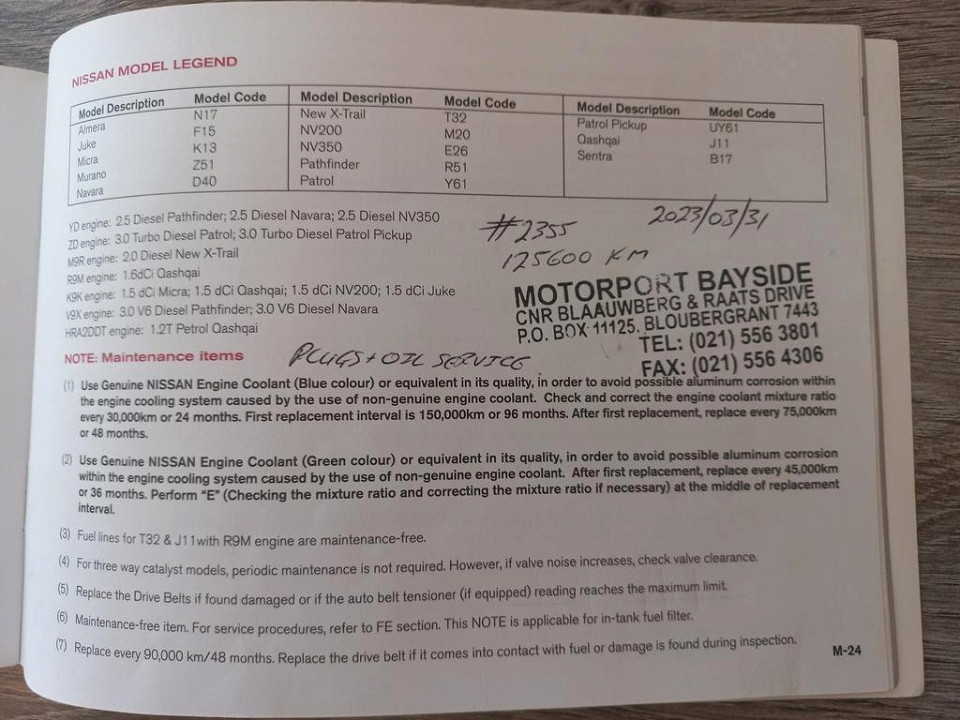 NISSAN MODEL LEGEND
Model Description Model Code Model Description Model Code Model Description Model Code
Almera N17 New X-Trail T32 Patrol Pickup UY61
Juke F15 NV200 M20 Qashqai J11
Micra K13 NV350 E26 Sentra B17
Murano Z51 Pathfinder R51
Navara D40 Patrol Y61
YD engine: 2.5 Diesel Pathfinder; 2.5 Diesel Navara; 2.5 Diesel NV350
ZD engine: 3.0 Turbo Diesel Patrol; 3.0 Turbo Diesel Patrol Pickup
M9R engine: 2.0 Diesel New X-Trail
R9M engine: 1.6dCi Qashqai
K9K engine: 1.5 dCi Micra; 1.5 dCi Qashqai; 1.5 dCi NV200; 1.5 dCi Juke
V9X engine: 3.0 V6 Diesel Pathfinder; 3.0 V6 Diesel Navara
HRA2DDT engine: 1.2T Petrol Qashqai
#2355 2023/03/31
125600 KM
MOTORPORT BAYSIDE
CNR BLAAUWBERG & RAATS DRIVE
P.O. BOX 11125. BLOUBERGRANT 7443
TEL: (021) 556 3801
FAX: (021) 556 4306
NOTE: Maintenance items
PLUGS + OIL SERVICE
(1) Use Genuine NISSAN Engine Coolant (Blue colour) or equivalent in its quality, in order to avoid possible aluminum corrosion within
the engine cooling system caused by the use of non-genuine engine coolant. Check and correct the engine coolant mixture ratio
every 30,000km or 24 months. First replacement interval is 150,000km or 96 months. After first replacement, replace every 75,000km
or 48 months.
(2) Use Genuine NISSAN Engine Coolant (Green colour) or equivalent in its quality, in order to avoid possible aluminum corrosion
within the engine cooling system caused by the use of non-genuine engine coolant. After first replacement, replace every 45,000km
or 36 months. Perform "E" (Checking the mixture ratio and correcting the mixture ratio if necessary) at the middle of replacement
interval.
(3) Fuel lines for T32 & J11with R9M engine are maintenance-free.
(4) For three way catalyst models, periodic maintenance is not required. However, if valve noise increases, check valve clearance.
(5) Replace the Drive Belts if found damaged or if the auto belt tensioner (if equipped) reading reaches the maximum limit.
(6) Maintenance-free item. For service procedures, refer to FE section. This NOTE is applicable for in-tank fuel filter.
(7) Replace every 90,000 km/48 months. Replace the drive belt if it comes into contact with fuel or damage is found during inspection.
M-24